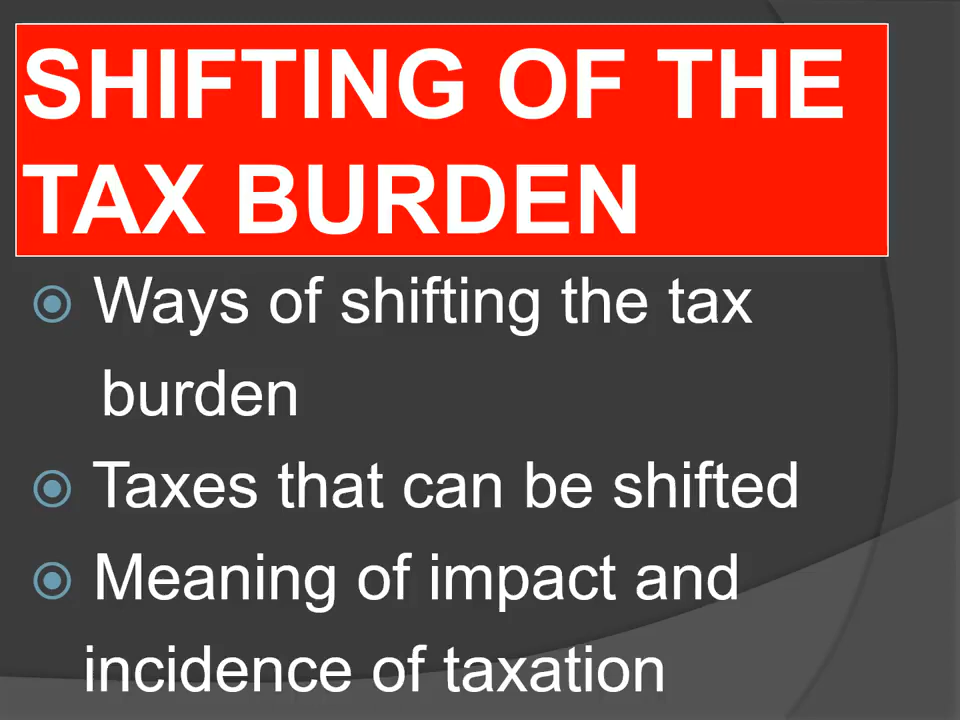 SHIFTING OF THE
TAX BURDEN
Ways of shifting the tax
burden
Taxes that can be shifted
Meaning of impact and
incidence of taxation